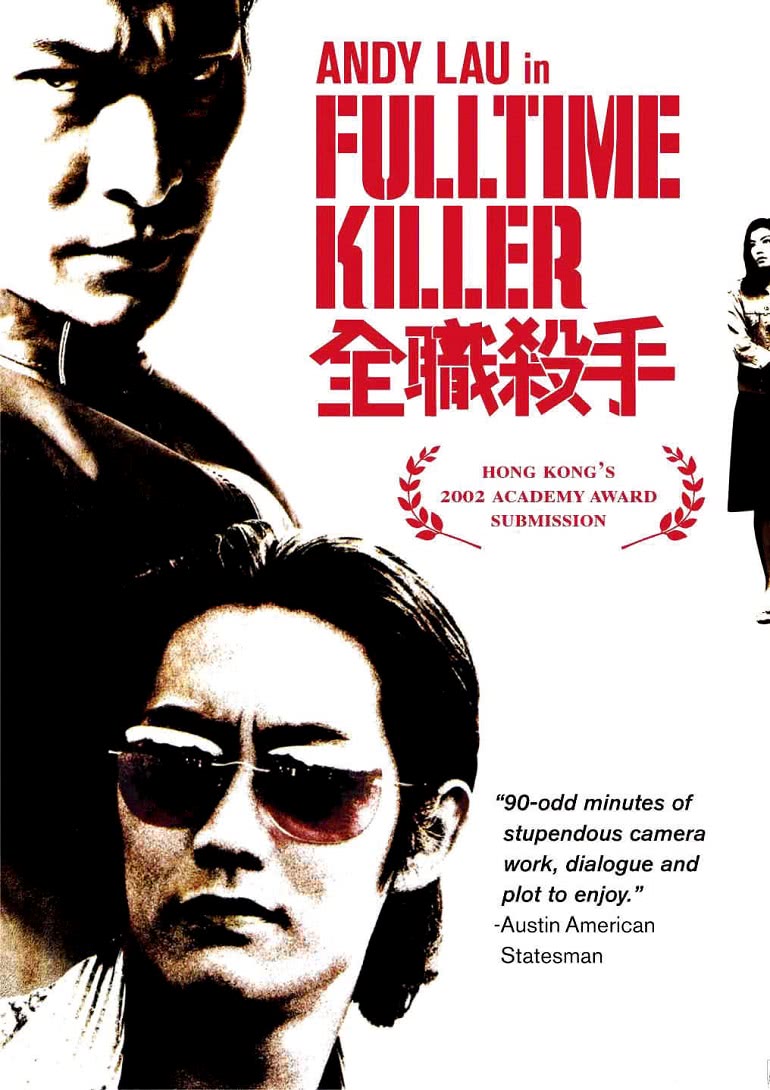 ANDY LAU in
FULLTIME
KILLER
全職殺手
HONG KONG'S
2002 ACADEMY AWARD
SUBMISSION
“90-odd minutes of
stupendous camera
work, dialogue and
plot to enjoy.”
-Austin American
Statesman